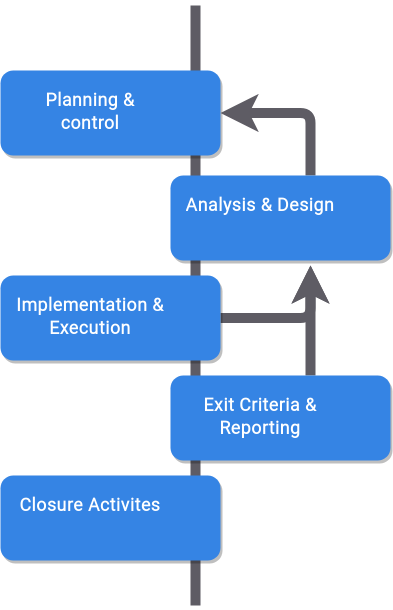 Planning &
control
Analysis & Design
Implementation &
Execution
Exit Criteria &
Reporting
Closure Activites